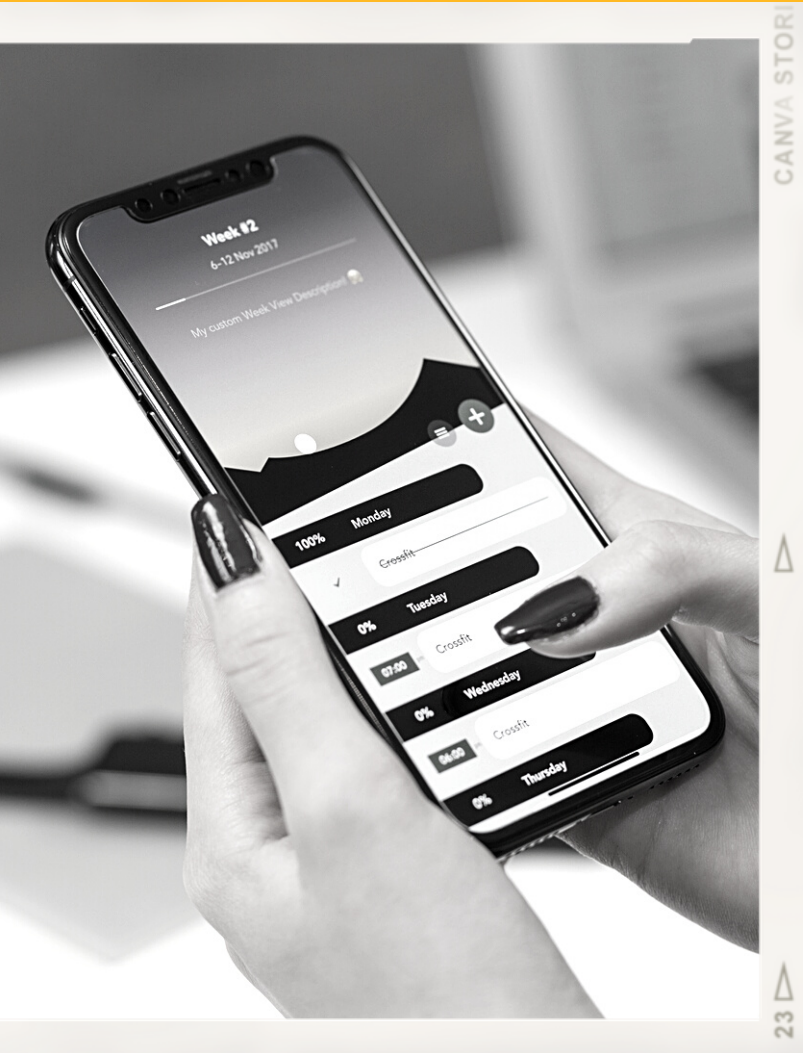 CANVA STORI
Week #2
6-12 Nov 2017
My custom Week View Description!
100% Monday
Crossfit
0% Tuesday
07:00 Crossfit
0% Wednesday
06:00 Crossfit
0% Thursday
23